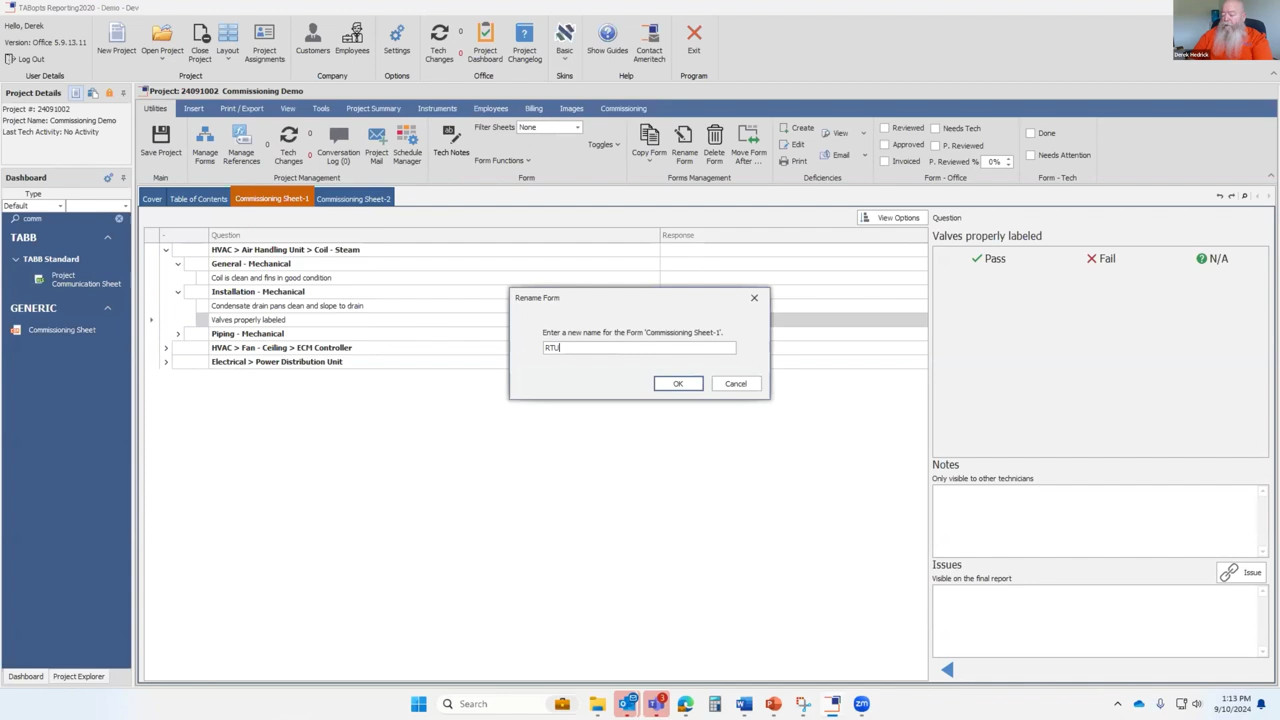 TABopts Reporting2020 - Demo - Dev
Hello, Derek
Version: Office 5.9.13.11
Log Out
User Details
New Project
Open Project
Close Project
Layout
Project Assignments
Project
Customers
Employees
Company
Settings
Options
Tech Changes
0
0
Project Dashboard
Project Changelog
Office
Basic
Skins
Show Guides
Contact Ameritech
Help
Exit
Program
Derek Hedrick
Project Details
Project #: 24091002
Project Name: Commissioning Demo
Last Tech Activity: No Activity
Dashboard
Type
Default
comm
TABB
TABB Standard
Project Communication Sheet
GENERIC
Commissioning Sheet
Dashboard
Project Explorer
Project: 24091002 Commissioning Demo
Utilities
Insert
Print / Export
View
Tools
Project Summary
Instruments
Employees
Billing
Images
Commissioning
Save Project
Main
Manage Forms
Manage References
0
Tech Changes
0
0
Conversation Log (0)
Project Mail
Schedule Manager
Project Management
Tech Notes
Filter Sheets
None
Form Functions
Toggles
Form
Copy Form
Rename Form
Delete Form
Move Form After ...
Forms Management
Create
Edit
Print
View
Email
Deficiencies
Reviewed
Approved
Invoiced
Needs Tech
P. Reviewed
P. Reviewed %
0%
Form - Office
Done
Needs Attention
Form - Tech
Cover
Table of Contents
Commissioning Sheet-1
Commissioning Sheet-2
View Options
-
Question
Response
HVAC > Air Handling Unit > Coil - Steam
General - Mechanical
Coil is clean and fins in good condition
Installation - Mechanical
Condensate drain pans clean and slope to drain
Valves properly labeled
Piping - Mechanical
HVAC > Fan - Ceiling > ECM Controller
Electrical > Power Distribution Unit
Rename Form
Enter a new name for the Form 'Commissioning Sheet-1'.
RTU
OK
Cancel
Question
Valves properly labeled
Pass
Fail
N/A
Notes
Only visible to other technicians
Issues
Visible on the final report
Issue
Search
3
1:13 PM
9/10/2024